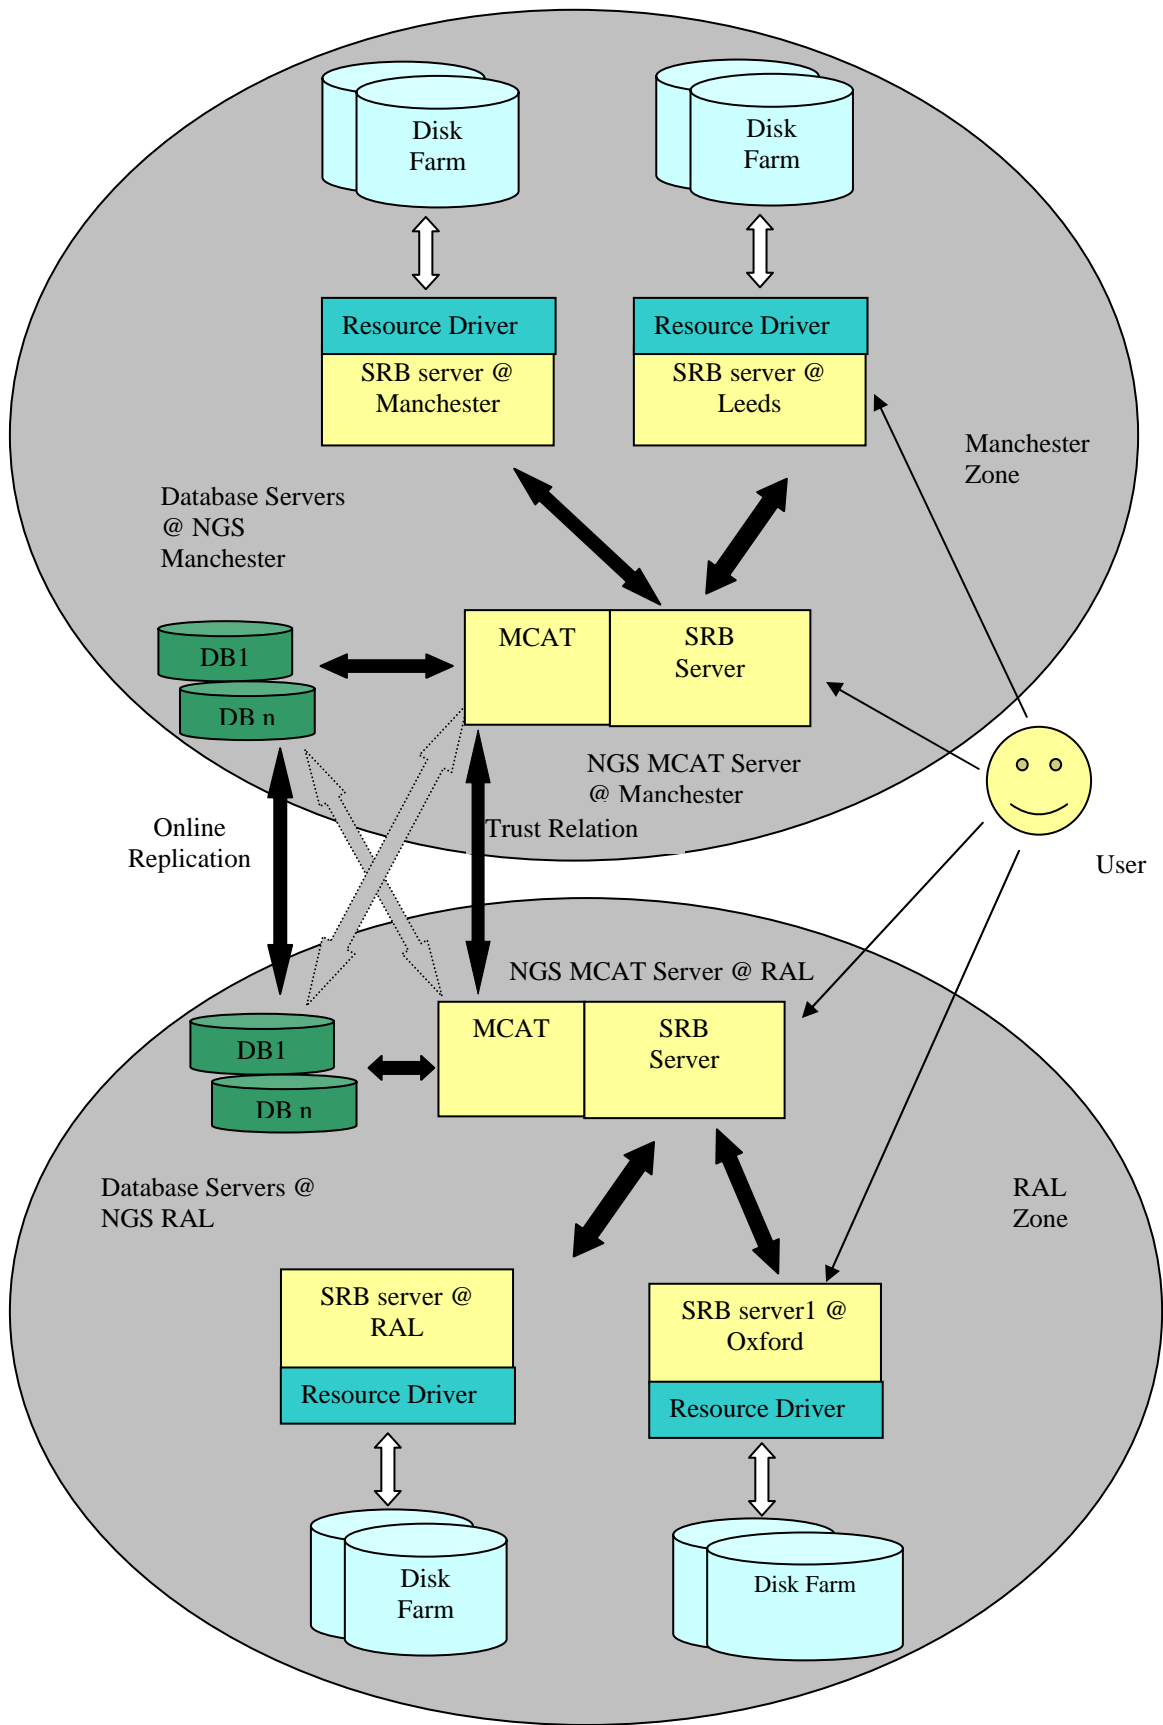 Disk
Farm
Disk
Farm
Resource Driver
SRB server @
Manchester
Resource Driver
SRB server @
Leeds
Manchester
Zone
Database Servers
@ NGS
Manchester
MCAT
SRB
Server
DB1
DB n
NGS MCAT Server
@ Manchester
Online
Replication
Trust Relation
User
NGS MCAT Server @ RAL
MCAT
SRB
Server
DB1
DB n
Database Servers @
NGS RAL
RAL
Zone
SRB server @
RAL
Resource Driver
SRB server1 @
Oxford
Resource Driver
Disk
Farm
Disk Farm